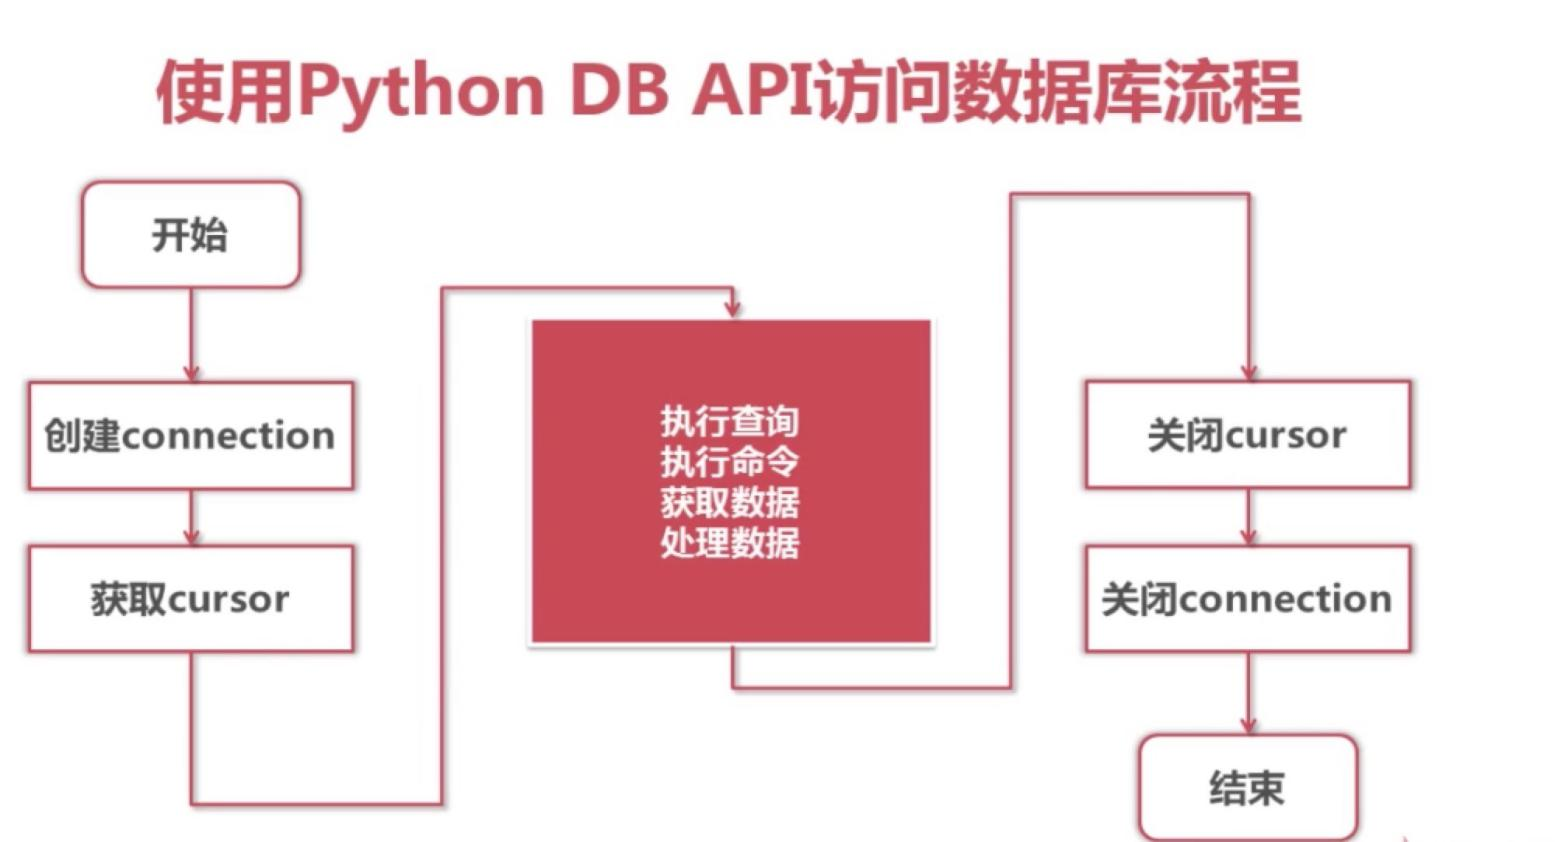 使用Python DB API访问数据库流程
开始
创建connection
获取cursor
执行查询
执行命令
获取数据
处理数据
关闭cursor
关闭connection
结束